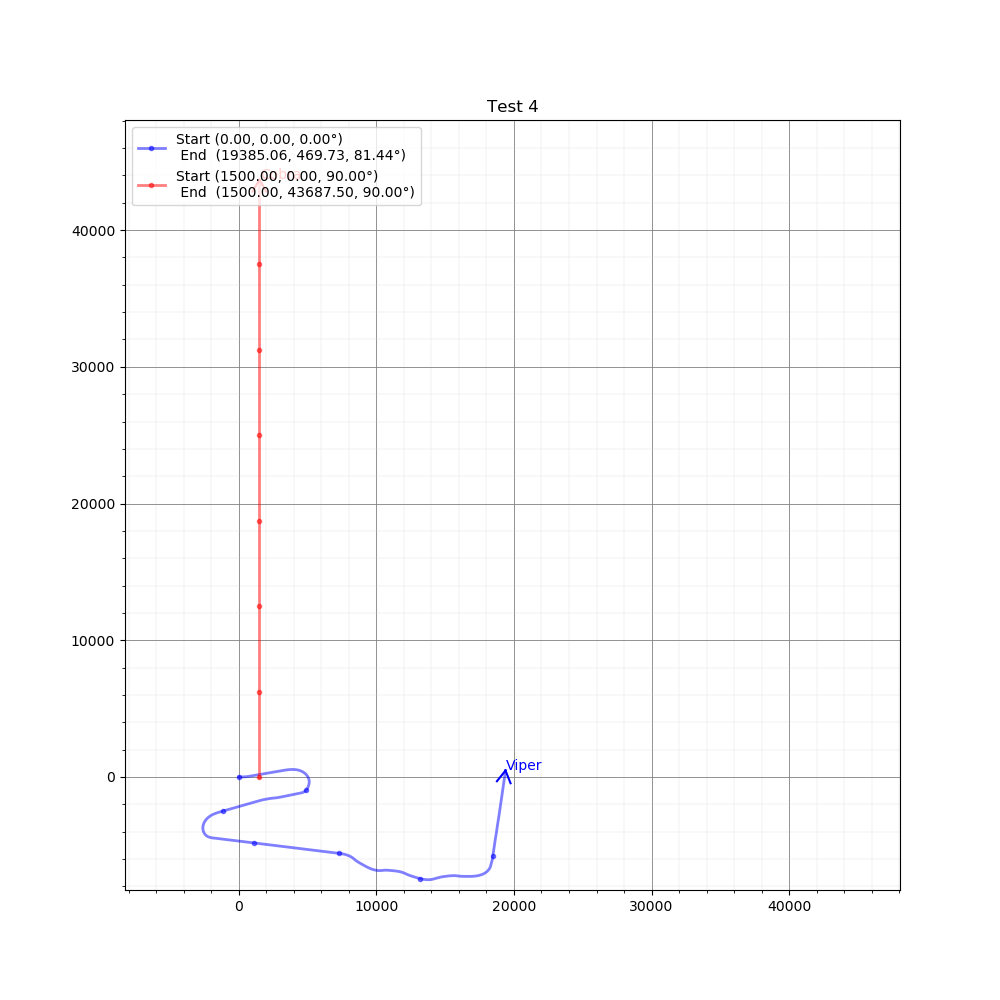 Test 4
Start (0.00, 0.00, 0.00°)
End (19385.06, 469.73, 81.44°)
Start (1500.00, 0.00, 90.00°)
End (1500.00, 43687.50, 90.00°)
40000
30000
20000
10000
0
Viper
0 10000 20000 30000 40000